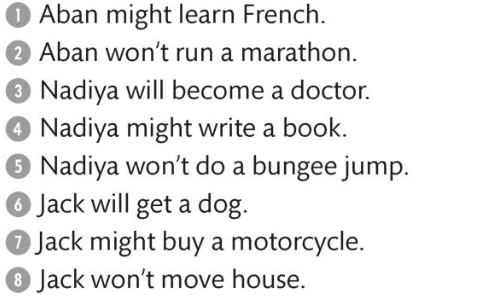 1 Aban might learn French.
2 Aban won't run a marathon.
3 Nadiya will become a doctor.
4 Nadiya might write a book.
5 Nadiya won't do a bungee jump.
6 Jack will get a dog.
7 Jack might buy a motorcycle.
8 Jack won't move house.